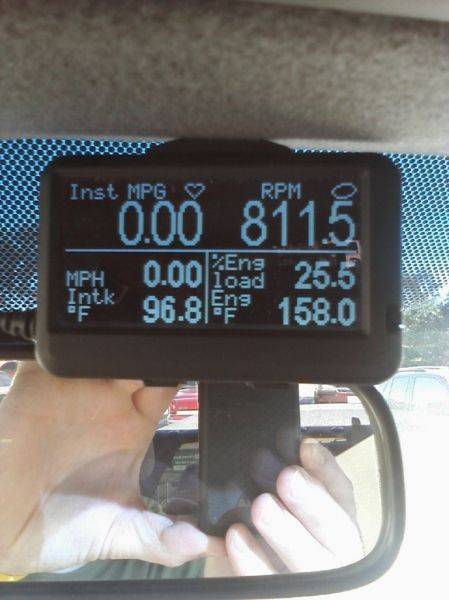 Inst MPG RPM
0.00 811.5
MPH 0.00 %Eng load 25.5
Intk °F 96.8 Eng °F 158.0